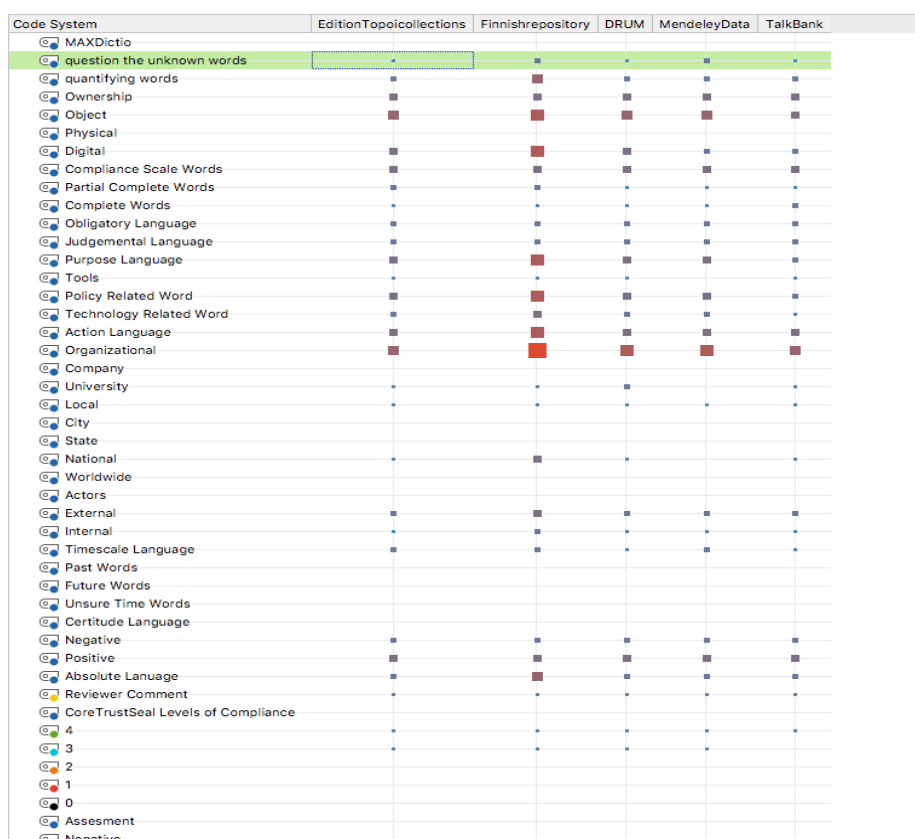 Code System EditionTopoicollections Finnishrepository DRUM MendeleyData TalkBank
MAXDictio
question the unknown words
quantifying words
Ownership
Object
Physical
Digital
Compliance Scale Words
Partial Complete Words
Complete Words
Obligatory Language
Judgemental Language
Purpose Language
Tools
Policy Related Word
Technology Related Word
Action Language
Organizational
Company
University
Local
City
State
National
Worldwide
Actors
External
Internal
Timescale Language
Past Words
Future Words
Unsure Time Words
Certitude Language
Negative
Positive
Absolute Lanuage
Reviewer Comment
CoreTrustSeal Levels of Compliance
4
3
2
1
0
Assesment
Negative